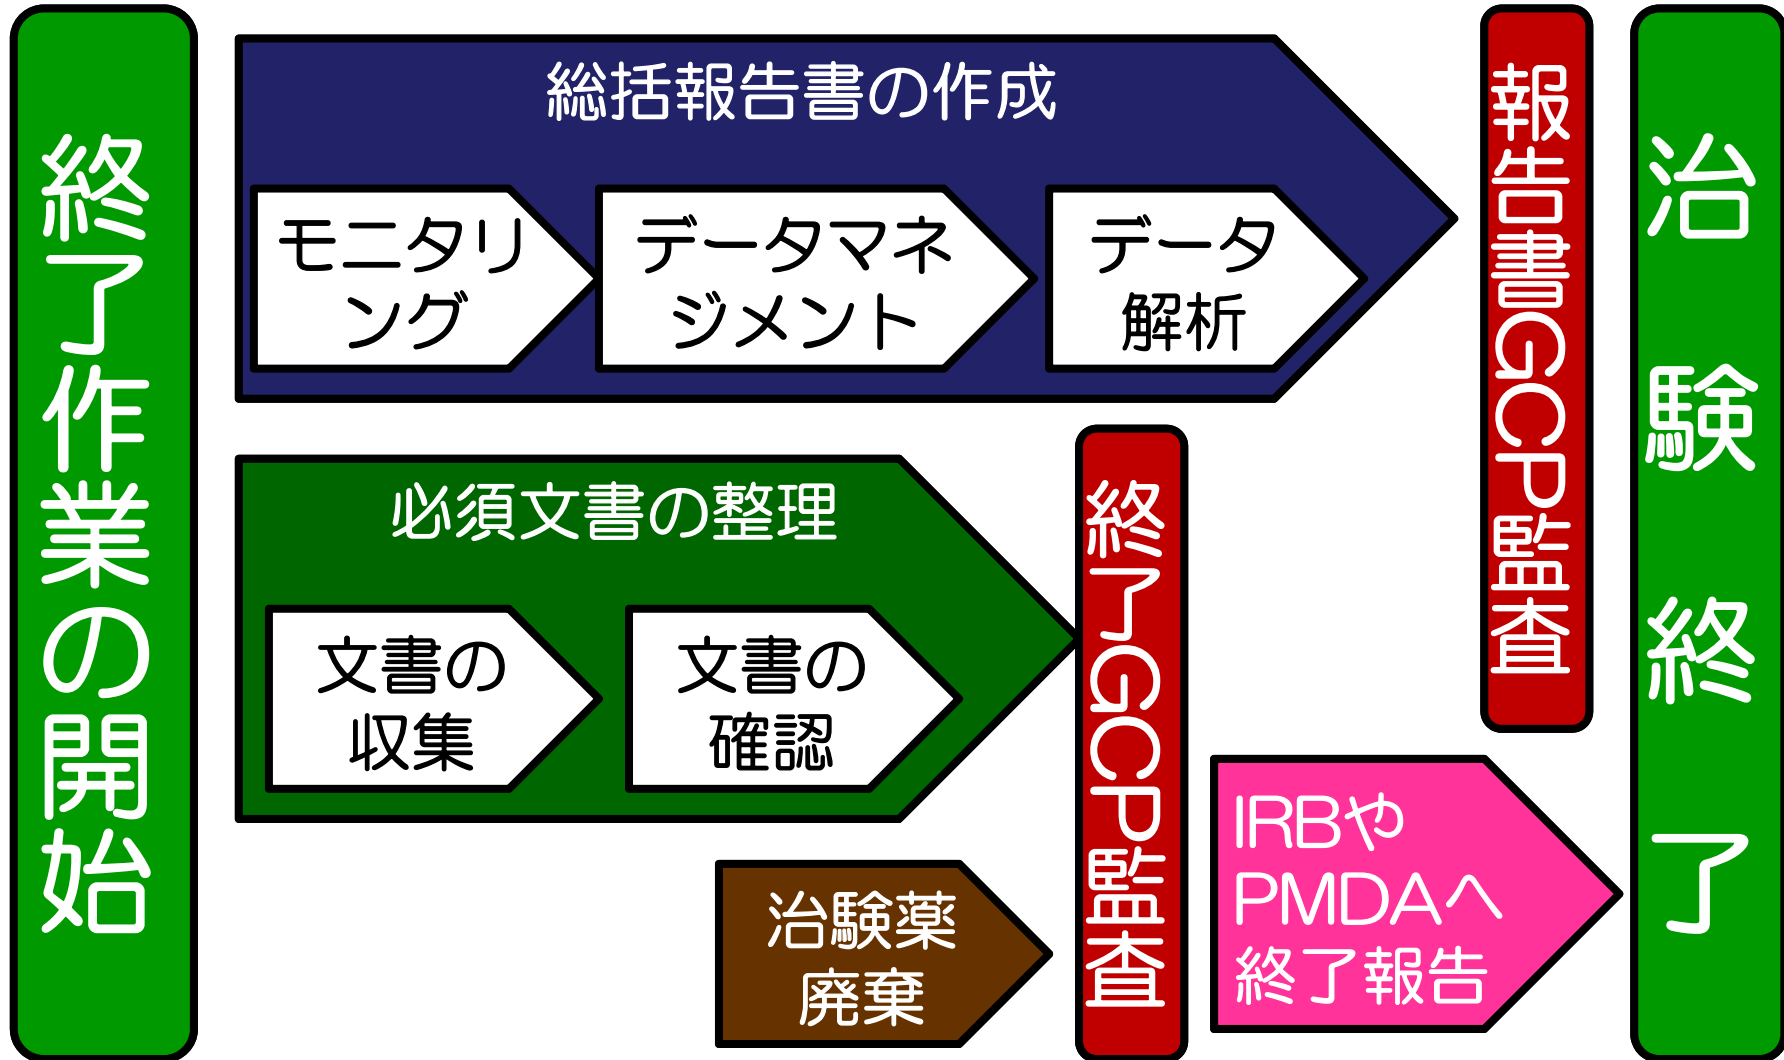 終了作業の開始
総括報告書の作成
モニタリ
ング
データマネ
ジメント
データ
解析
必須文書の整理
文書の
収集
文書の
確認
治験薬
廃棄
終了GCP監査
IRBや
PMDAへ
終了報告
報告書GCP監査
治験終了